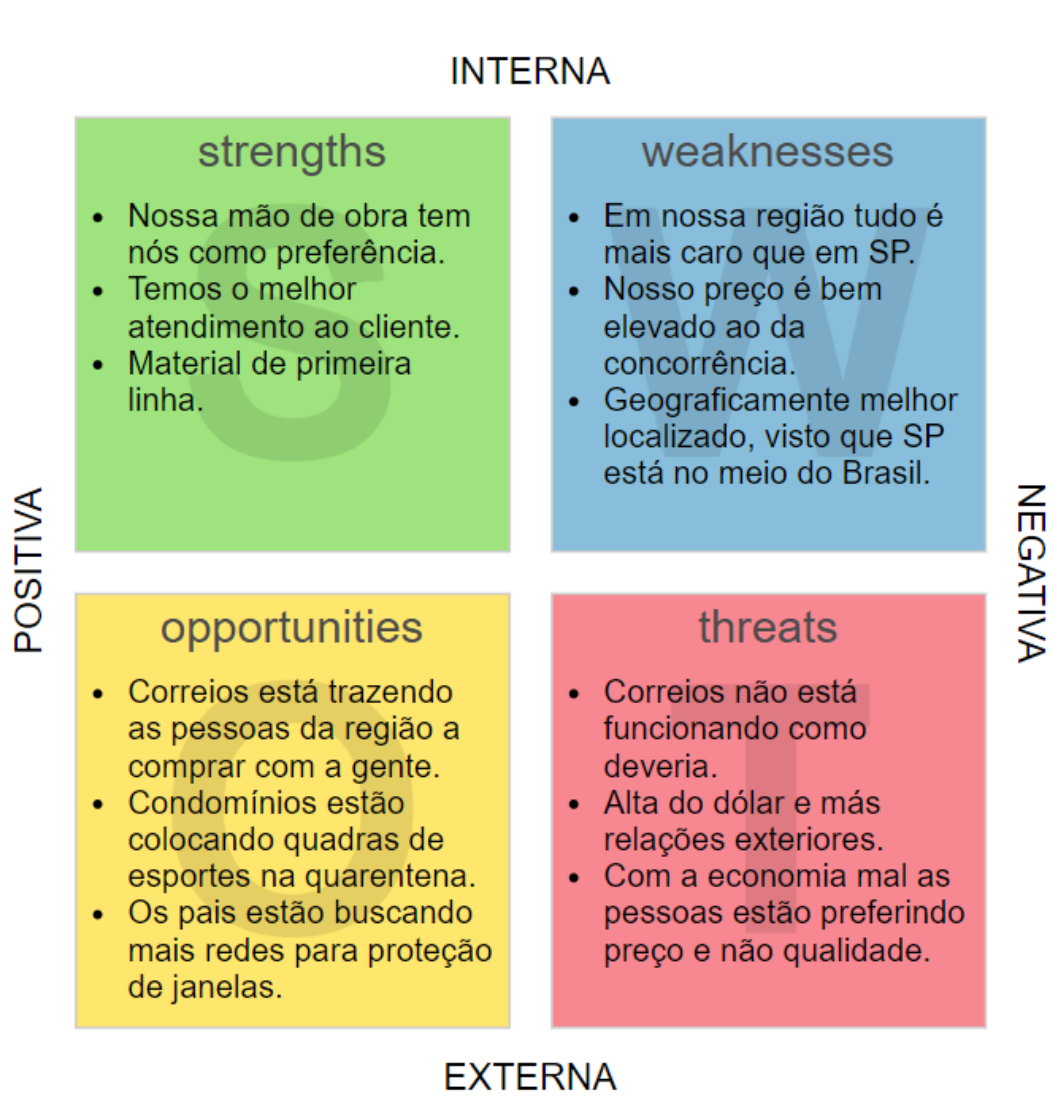 INTERNA
strengths
• Nossa mão de obra tem
nós como preferência.
• Temos o melhor
atendimento ao cliente.
• Material de primeira
linha.
S
weaknesses
• Em nossa região tudo é
mais caro que em SP.
• Nosso preço é bem
elevado ao da
concorrência.
• Geograficamente melhor
localizado, visto que SP
está no meio do Brasil.
W
POSITIVA
NEGATIVA
opportunities
• Correios está trazendo
as pessoas da região a
comprar com a gente.
• Condomínios estão
colocando quadras de
esportes na quarentena.
• Os pais estão buscando
mais redes para proteção
de janelas.
O
threats
• Correios não está
funcionando como
deveria.
• Alta do dólar e más
relações exteriores.
• Com a economia mal as
pessoas estão preferindo
preço e não qualidade.
T
EXTERNA